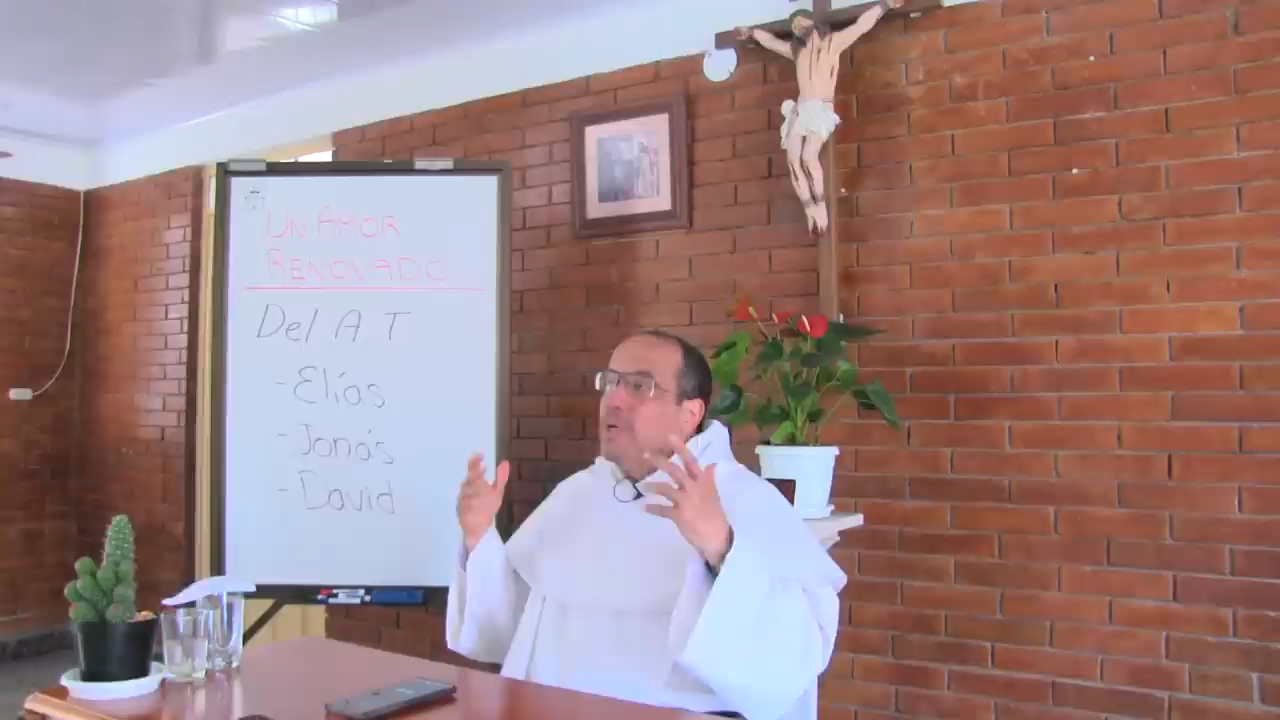 UN AMOR
RENOVADO
Del A T
- Elías
- Jonás
- David